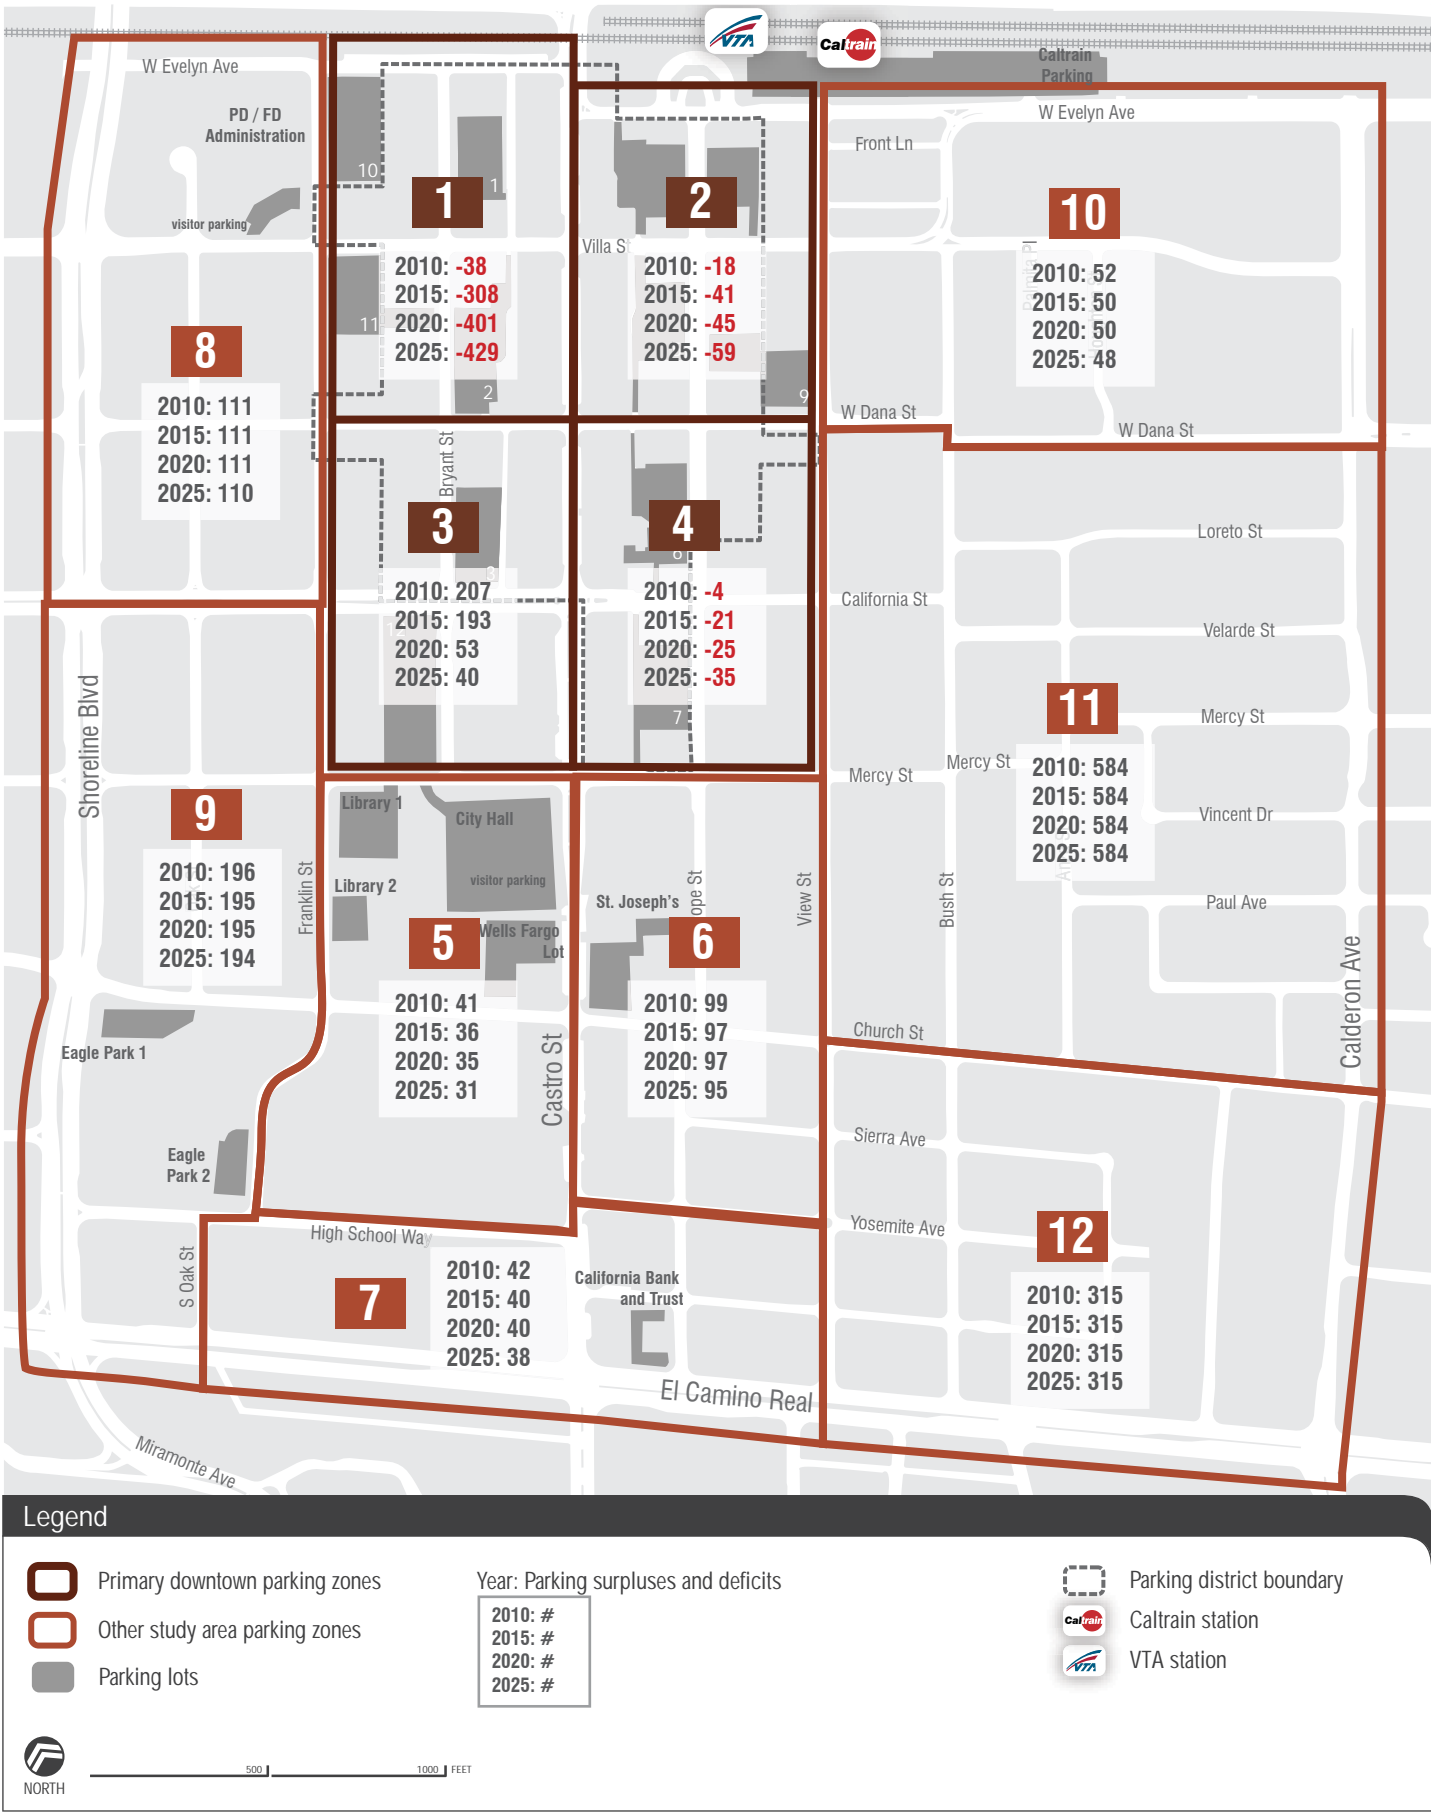 VTA
Caltrain
Caltrain
Parking
W Evelyn Ave
W Evelyn Ave
PD / FD
Administration
visitor parking
Front Ln
10
1
1
2
10
Villa S
2010: -38
2015: -308
2020: -401
2025: -429
2010: -18
2015: -41
2020: -45
2025: -59
2010: 52
2015: 50
2020: 50
2025: 48
11
2
9
8
2010: 111
2015: 111
2020: 111
2025: 110
W Dana St
W Dana St
Bryant St
3
4
6
3
Loreto St
2010: 207
2015: 193
2020: 53
2025: 40
12
2010: -4
2015: -21
2020: -25
2025: -35
7
California St
Velarde St
Shoreline Blvd
11
Mercy St
Mercy St
Mercy St
2010: 584
2015: 584
2020: 584
2025: 584
Vincent Dr
Paul Ave
9
2010: 196
2015: 195
2020: 195
2025: 194
Franklin St
Library 1
City Hall
visitor parking
Library 2
Wells Fargo
Lot
5
2010: 41
2015: 36
2020: 35
2025: 31
St. Joseph's
ope St
6
2010: 99
2015: 97
2020: 97
2025: 95
View St
Bush St
Calderon Ave
Church St
Eagle Park 1
Castro St
Eagle
Park 2
Sierra Ave
Yosemite Ave
High School Way
S Oak St
7
2010: 42
2015: 40
2020: 40
2025: 38
California Bank
and Trust
12
2010: 315
2015: 315
2020: 315
2025: 315
El Camino Real
Miramonte Ave
Legend
Primary downtown parking zones
Other study area parking zones
Parking lots
Year: Parking surpluses and deficits
2010: #
2015: #
2020: #
2025: #
Parking district boundary
Caltrain
Caltrain station
VTA
VTA station
NORTH
500
1000
FEET